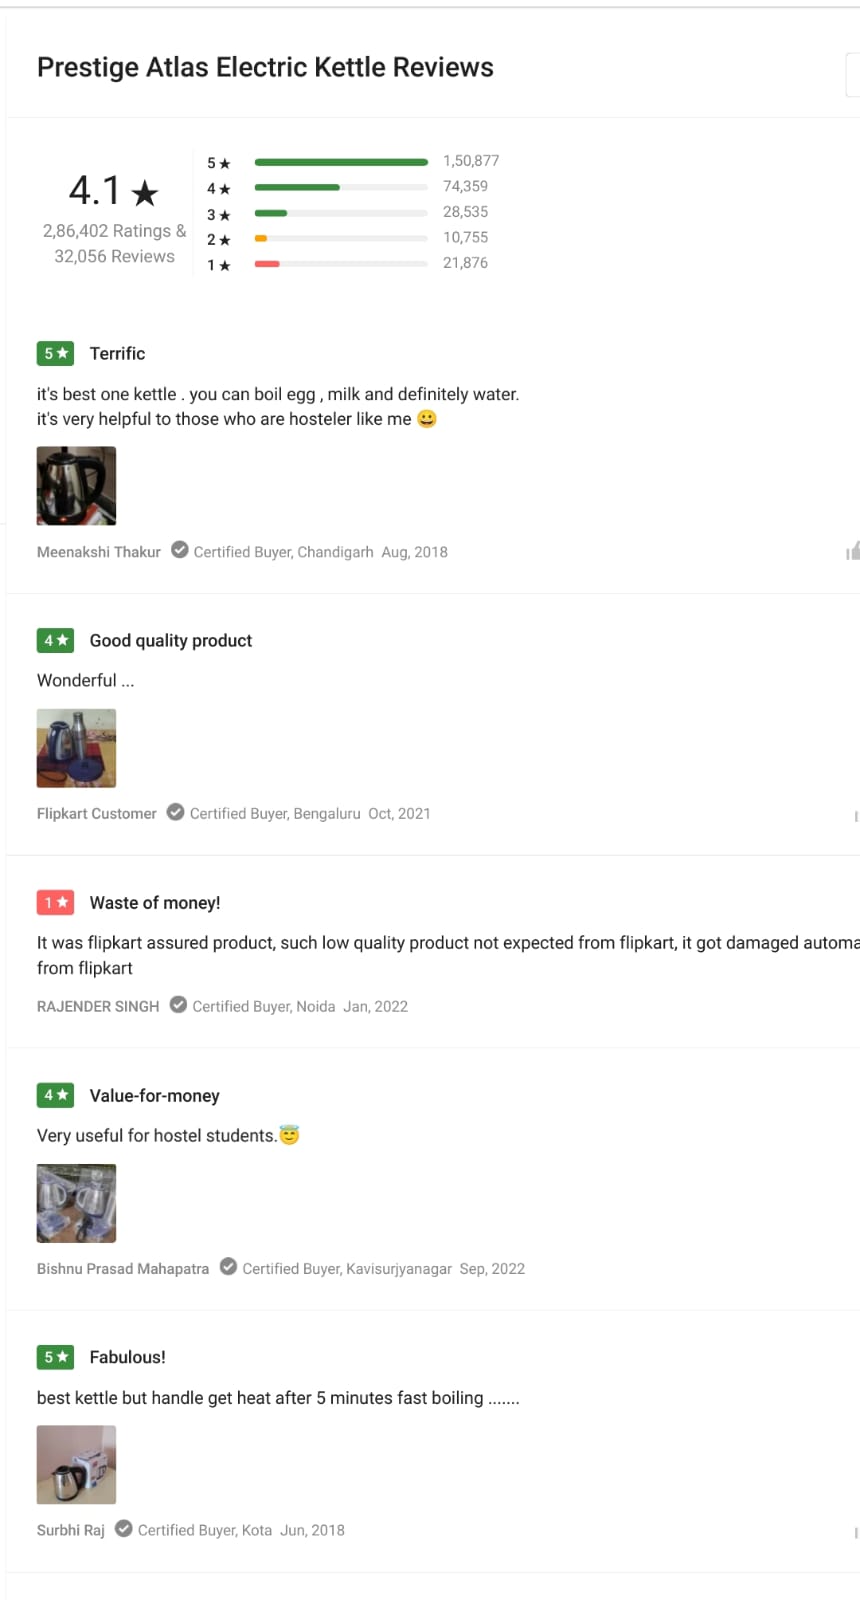 Prestige Atlas Electric Kettle Reviews
4.1★
2,86,402 Ratings &
32,056 Reviews
5★ 1,50,877
4★ 74,359
3★ 28,535
2★ 10,755
1★ 21,876
5★ Terrific
it's best one kettle . you can boil egg , milk and definitely water.
it's very helpful to those who are hosteler like me 😀
Meenakshi Thakur Certified Buyer, Chandigarh Aug, 2018
4★ Good quality product
Wonderful ...
Flipkart Customer Certified Buyer, Bengaluru Oct, 2021
1★ Waste of money!
It was flipkart assured product, such low quality product not expected from flipkart, it got damaged automa
from flipkart
RAJENDER SINGH Certified Buyer, Noida Jan, 2022
4★ Value-for-money
Very useful for hostel students.😇
Bishnu Prasad Mahapatra Certified Buyer, Kavisurjyanagar Sep, 2022
5★ Fabulous!
best kettle but handle get heat after 5 minutes fast boiling .......
Surbhi Raj Certified Buyer, Kota Jun, 2018